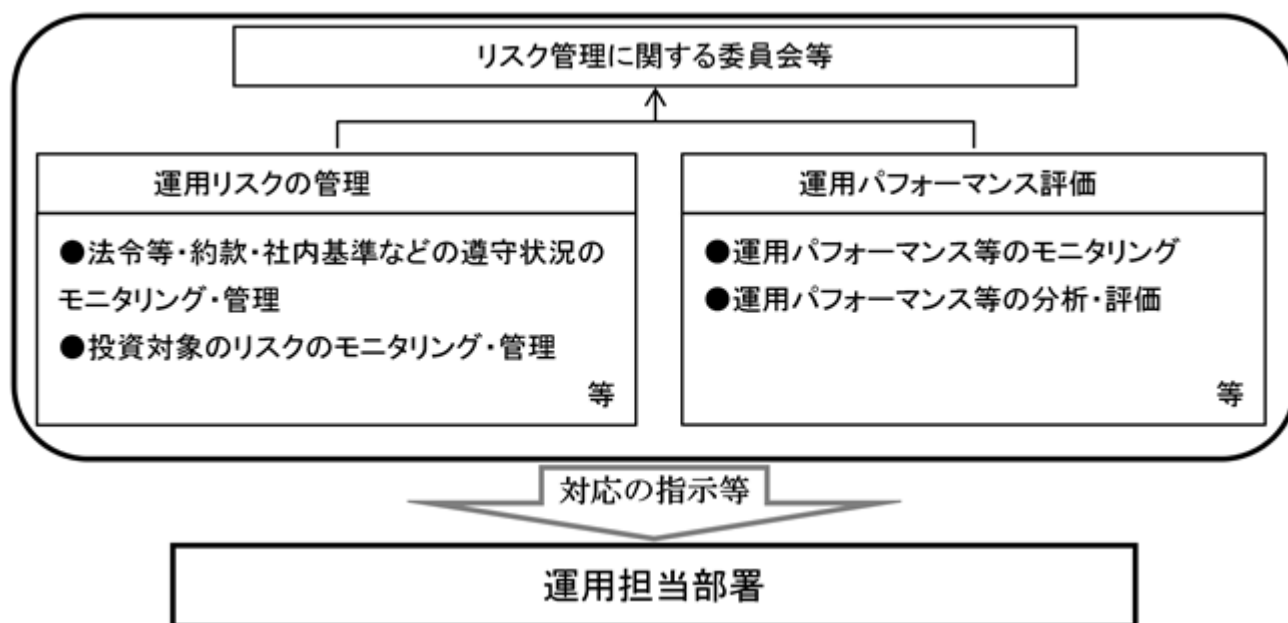 リスク管理に関する委員会等
運用リスクの管理
●法令等・約款・社内基準などの遵守状況の
モニタリング・管理
●投資対象のリスクのモニタリング・管理
等
運用パフォーマンス評価
●運用パフォーマンス等のモニタリング
●運用パフォーマンス等の分析・評価
等
対応の指示等
運用担当部署